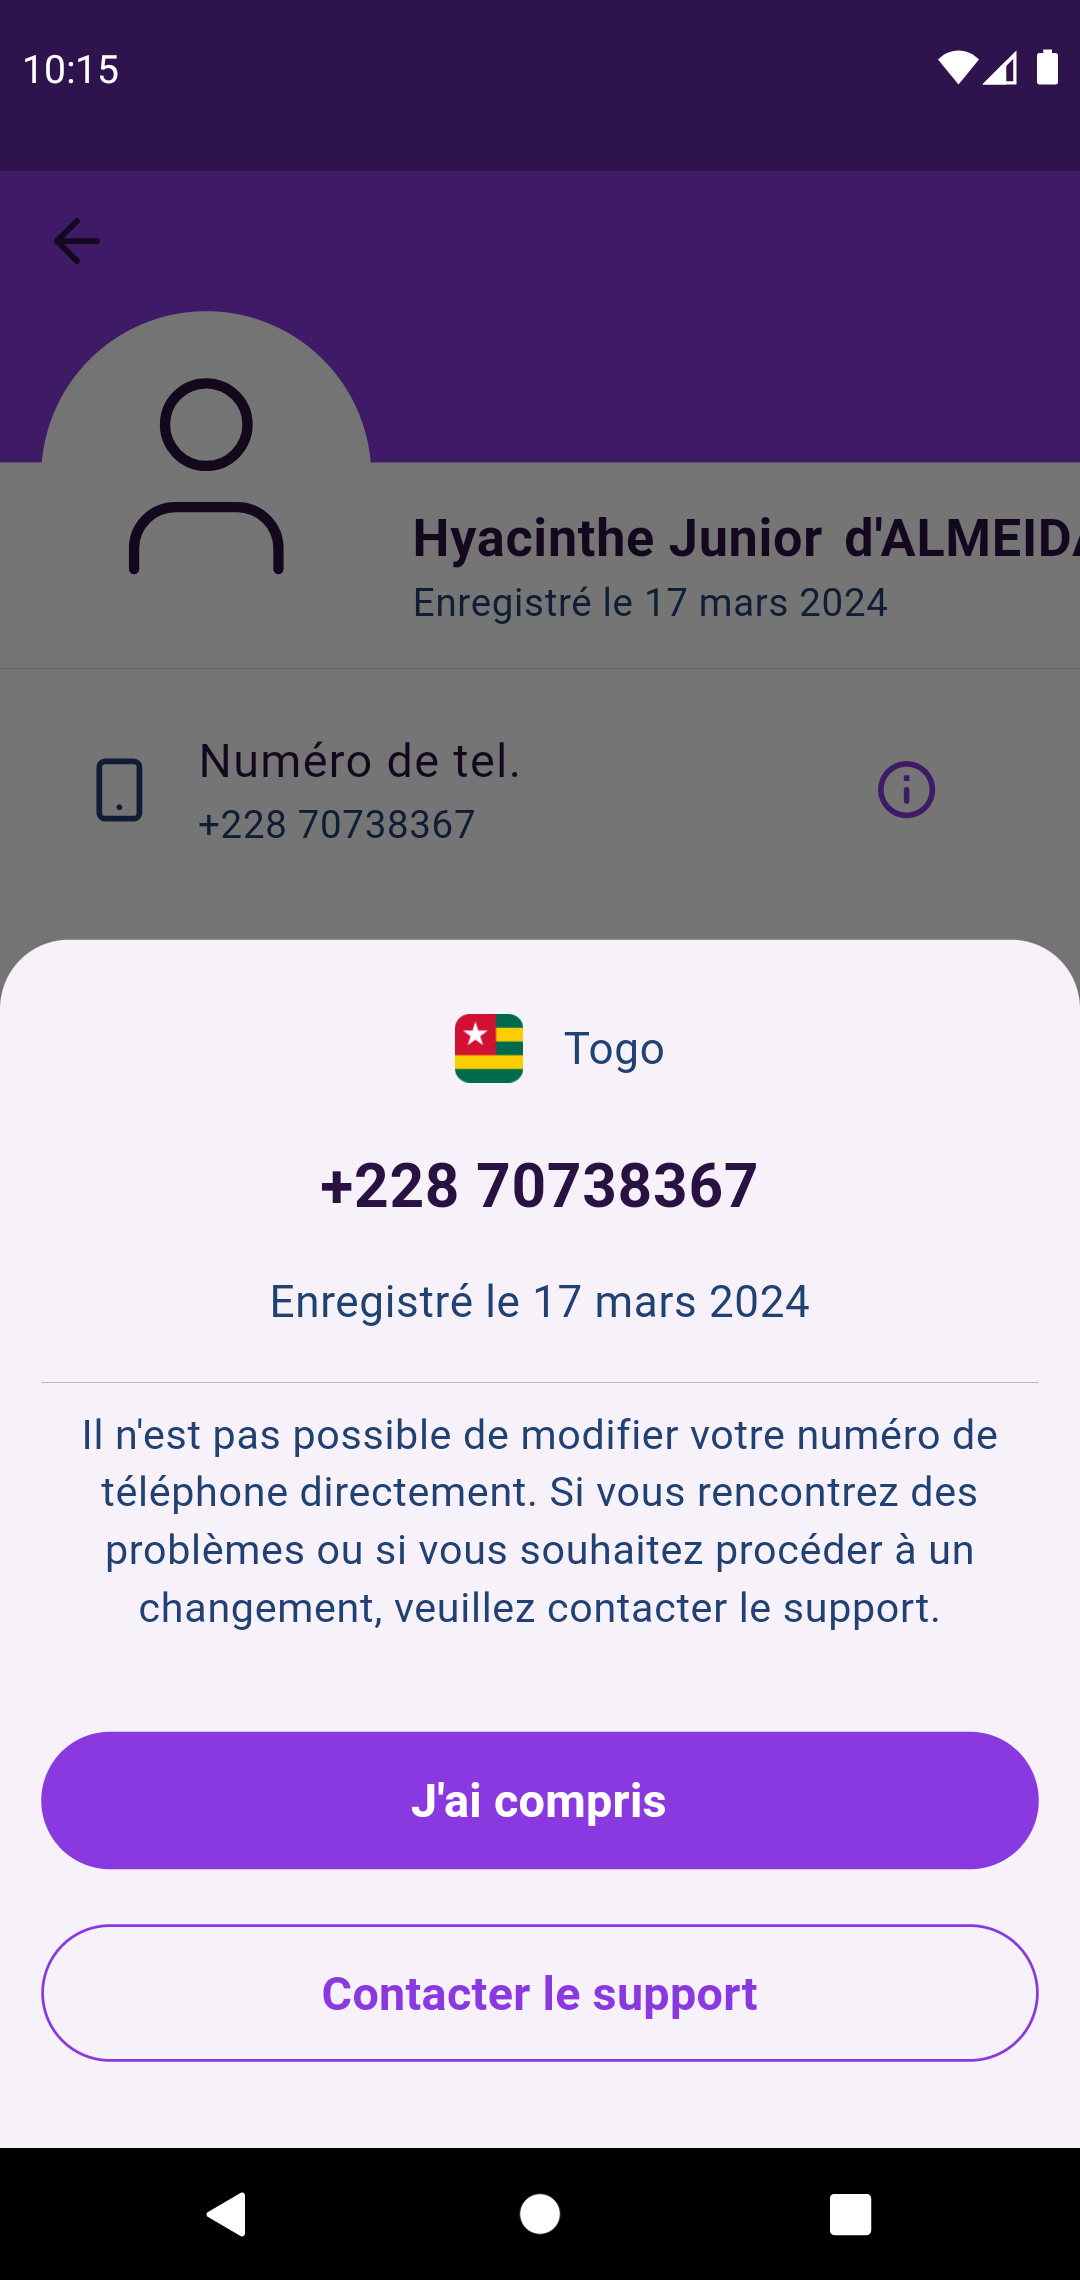 10:15
Hyacinthe Junior d'ALMEIDA
Enregistré le 17 mars 2024
Numéro de tel.
+228 70738367
Togo
+228 70738367
Enregistré le 17 mars 2024
Il n'est pas possible de modifier votre numéro de
téléphone directement. Si vous rencontrez des
problèmes ou si vous souhaitez procéder à un
changement, veuillez contacter le support.
J'ai compris
Contacter le support